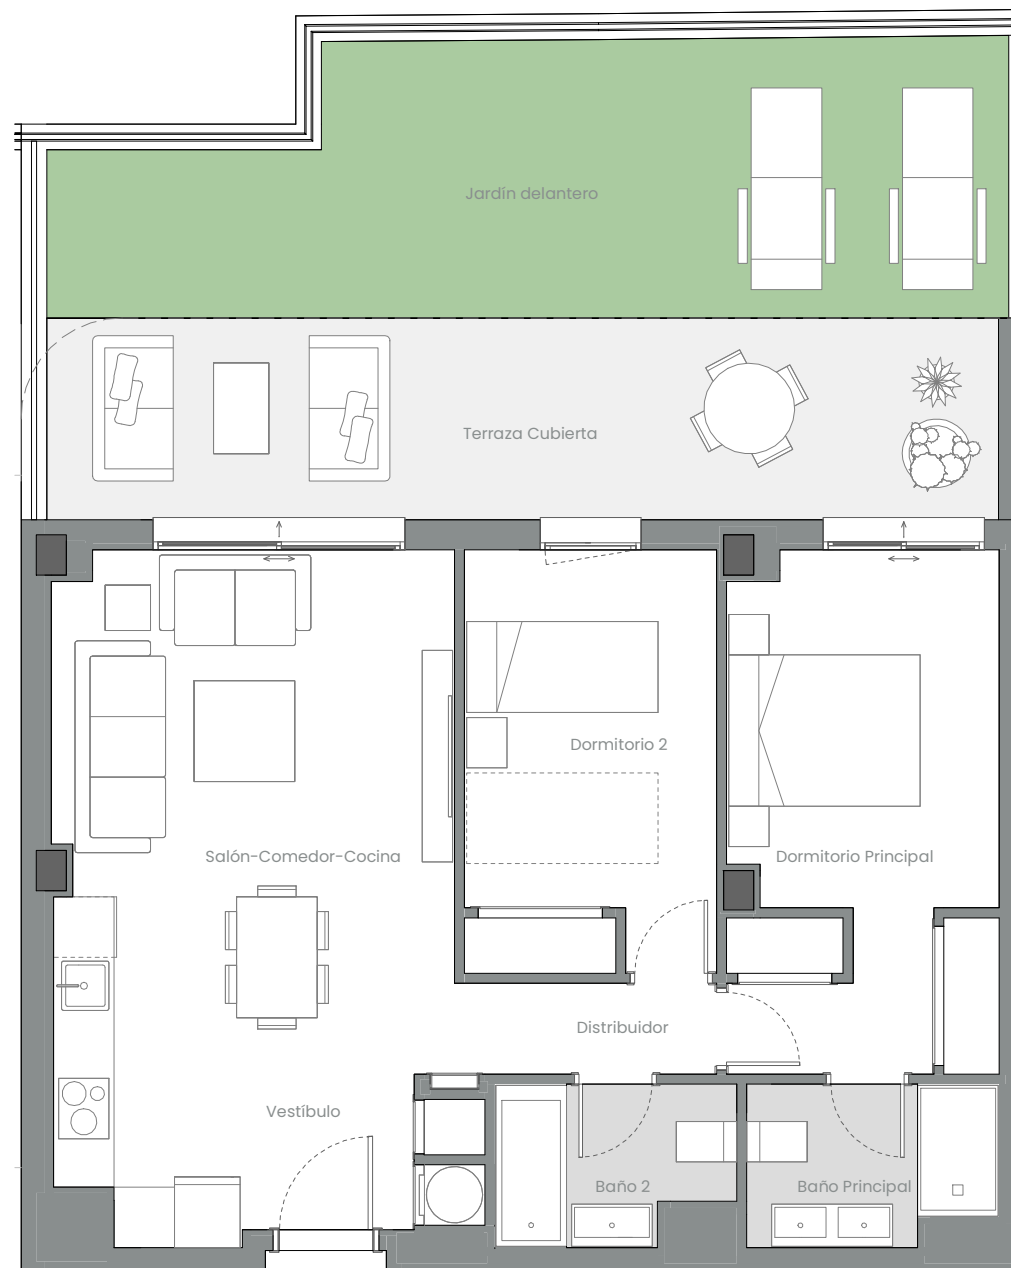 Jardín delantero
Terraza Cubierta
Dormitorio 2
Salón-Comedor-Cocina
Dormitorio Principal
Distribuidor
Vestíbulo
Baño 2
Baño Principal